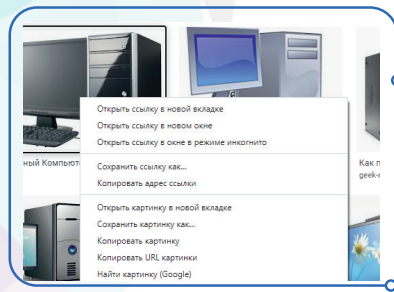 Открыть ссылку в новой вкладке
Открыть ссылку в новом окне
Открыть ссылку в окне в режиме инкогнито
ный Компьют
Как п
Сохранить ссылку как...
geek-
Копировать адрес ссылки
Открыть картинку в новой вкладке
Сохранить картинку как...
Копировать картинку
Копировать URL картинки
Найти картинку (Google)